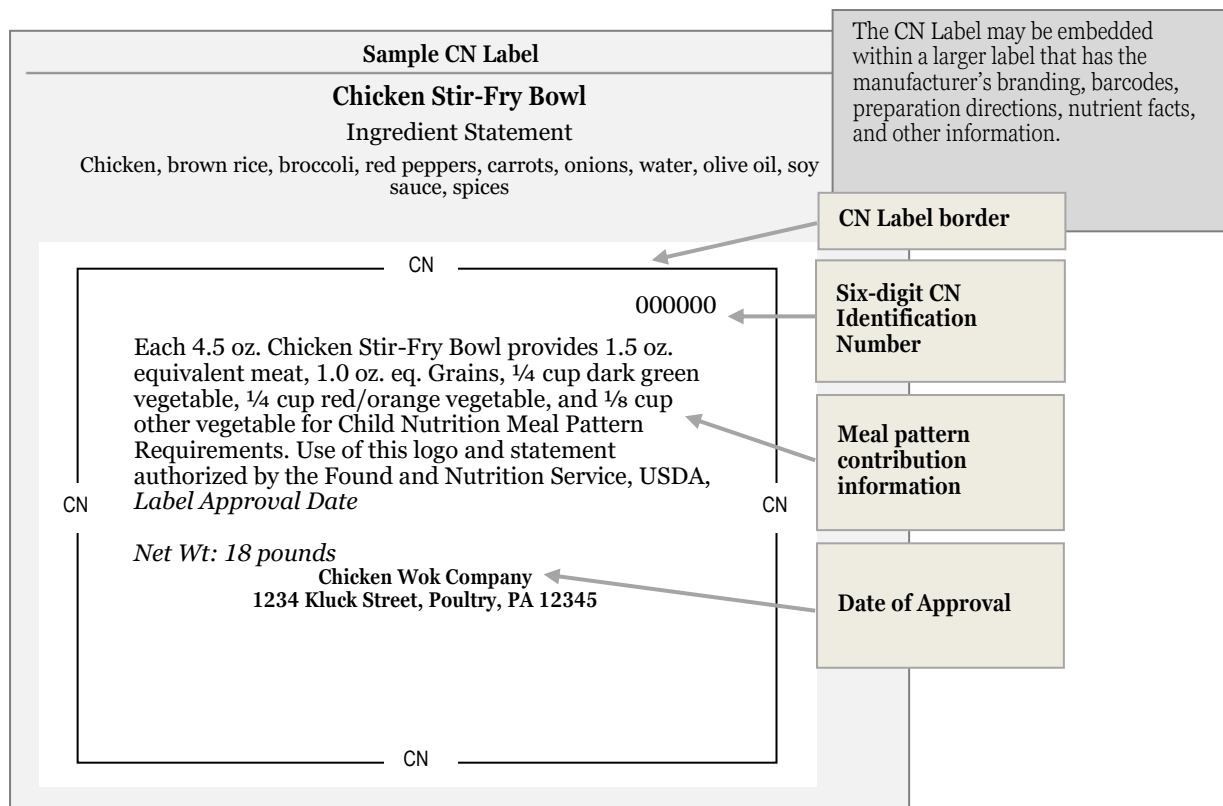 Sample CN Label
Chicken Stir-Fry Bowl
Ingredient Statement
Chicken, brown rice, broccoli, red peppers, carrots, onions, water, olive oil, soy
sauce, spices
The CN Label may be embedded
within a larger label that has the
manufacturer’s branding, barcodes,
preparation directions, nutrient facts,
and other information.
CN Label border
CN
000000
Six-digit CN
Identification
Number
Each 4.5 oz. Chicken Stir-Fry Bowl provides 1.5 oz.
equivalent meat, 1.0 oz. eq. Grains, ¼ cup dark green
vegetable, ¼ cup red/orange vegetable, and ⅛ cup
other vegetable for Child Nutrition Meal Pattern
Requirements. Use of this logo and statement
authorized by the Found and Nutrition Service, USDA,
Label Approval Date
Meal pattern
contribution
information
CN
CN
Net Wt: 18 pounds
Chicken Wok Company
1234 Kluck Street, Poultry, PA 12345
Date of Approval
CN